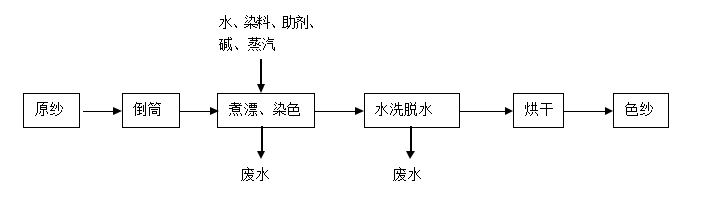 水、染料、助剂、
碱、蒸汽
原纱
倒筒
煮漂、染色
水洗脱水
烘干
色纱
废水
废水